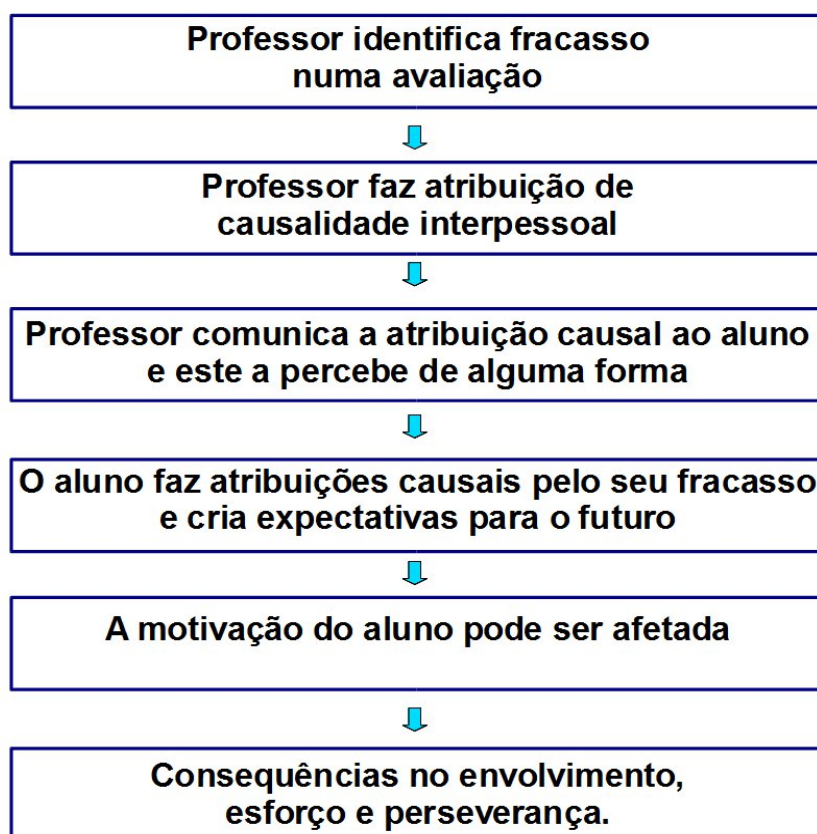 Professor identifica fracasso
numa avaliação
Professor faz atribuição de
causalidade interpessoal
Professor comunica a atribuição causal ao aluno
e este a percebe de alguma forma
O aluno faz atribuições causais pelo seu fracasso
e cria expectativas para o futuro
A motivação do aluno pode ser afetada
Consequências no envolvimento,
esforço e perseverança.